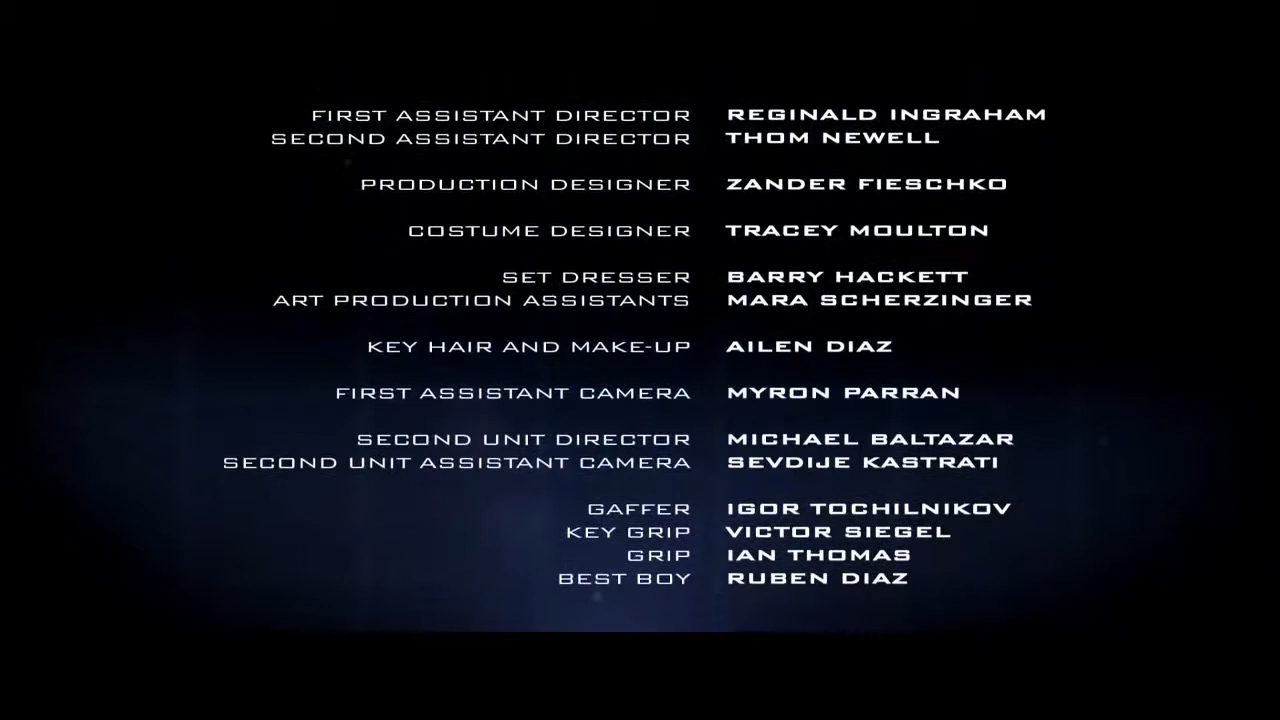 FIRST ASSISTANT DIRECTOR REGINALD INGRAHAM
SECOND ASSISTANT DIRECTOR THOM NEWELL
PRODUCTION DESIGNER ZANDER FIESCHKO
COSTUME DESIGNER TRACEY MOULTON
SET DRESSER BARRY HACKETT
ART PRODUCTION ASSISTANTS MARA SCHERZINGER
KEY HAIR AND MAKE-UP AILEN DIAZ
FIRST ASSISTANT CAMERA MYRON PARRAN
SECOND UNIT DIRECTOR MICHAEL BALTAZAR
SECOND UNIT ASSISTANT CAMERA SEVDIJE KASTRATI
GAFFER IGOR TOCHILNIKOV
KEY GRIP VICTOR SIEGEL
GRIP IAN THOMAS
BEST BOY RUBEN DIAZ